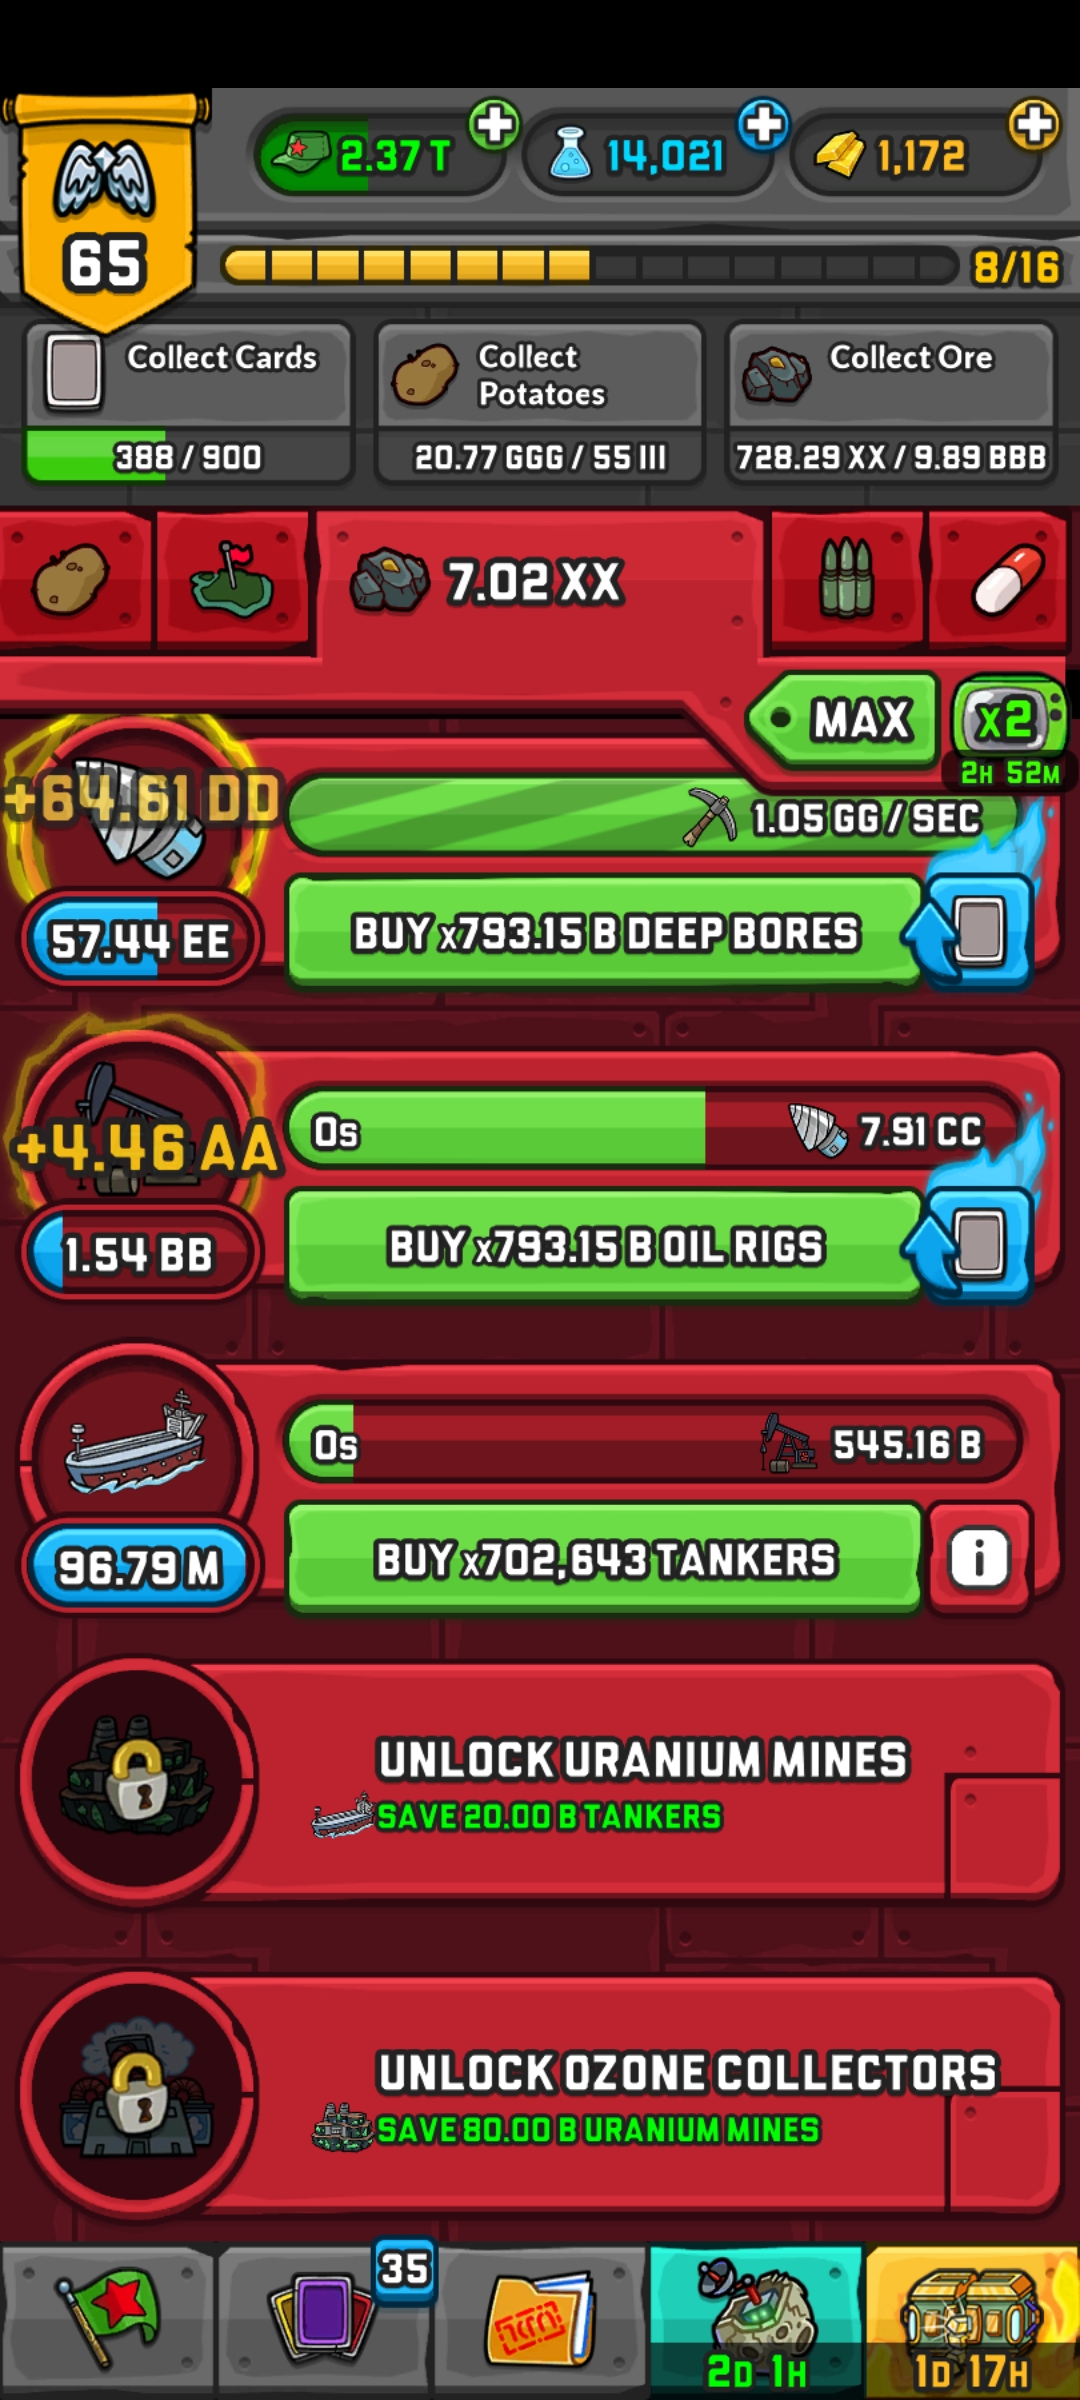 65
2.37 T
14,021
1,172
8/16
Collect Cards
388 / 900
Collect
Potatoes
20.77 GGG / 55 III
Collect Ore
728.29 XX / 9.89 BBB
7.02 XX
MAX
x2
2H 52M
+64.61 DD
1.05 GG / SEC
57.44 EE
BUY x793.15 B DEEP BORES
+4.46 AA
0s
7.91 CC
1.54 BB
BUY x793.15 B OIL RIGS
0s
545.16 B
96.79 M
BUY x702,643 TANKERS
i
UNLOCK URANIUM MINES
SAVE 20.00 B TANKERS
UNLOCK OZONE COLLECTORS
SAVE 80.00 B URANIUM MINES
35
2D 1H
1D 17H